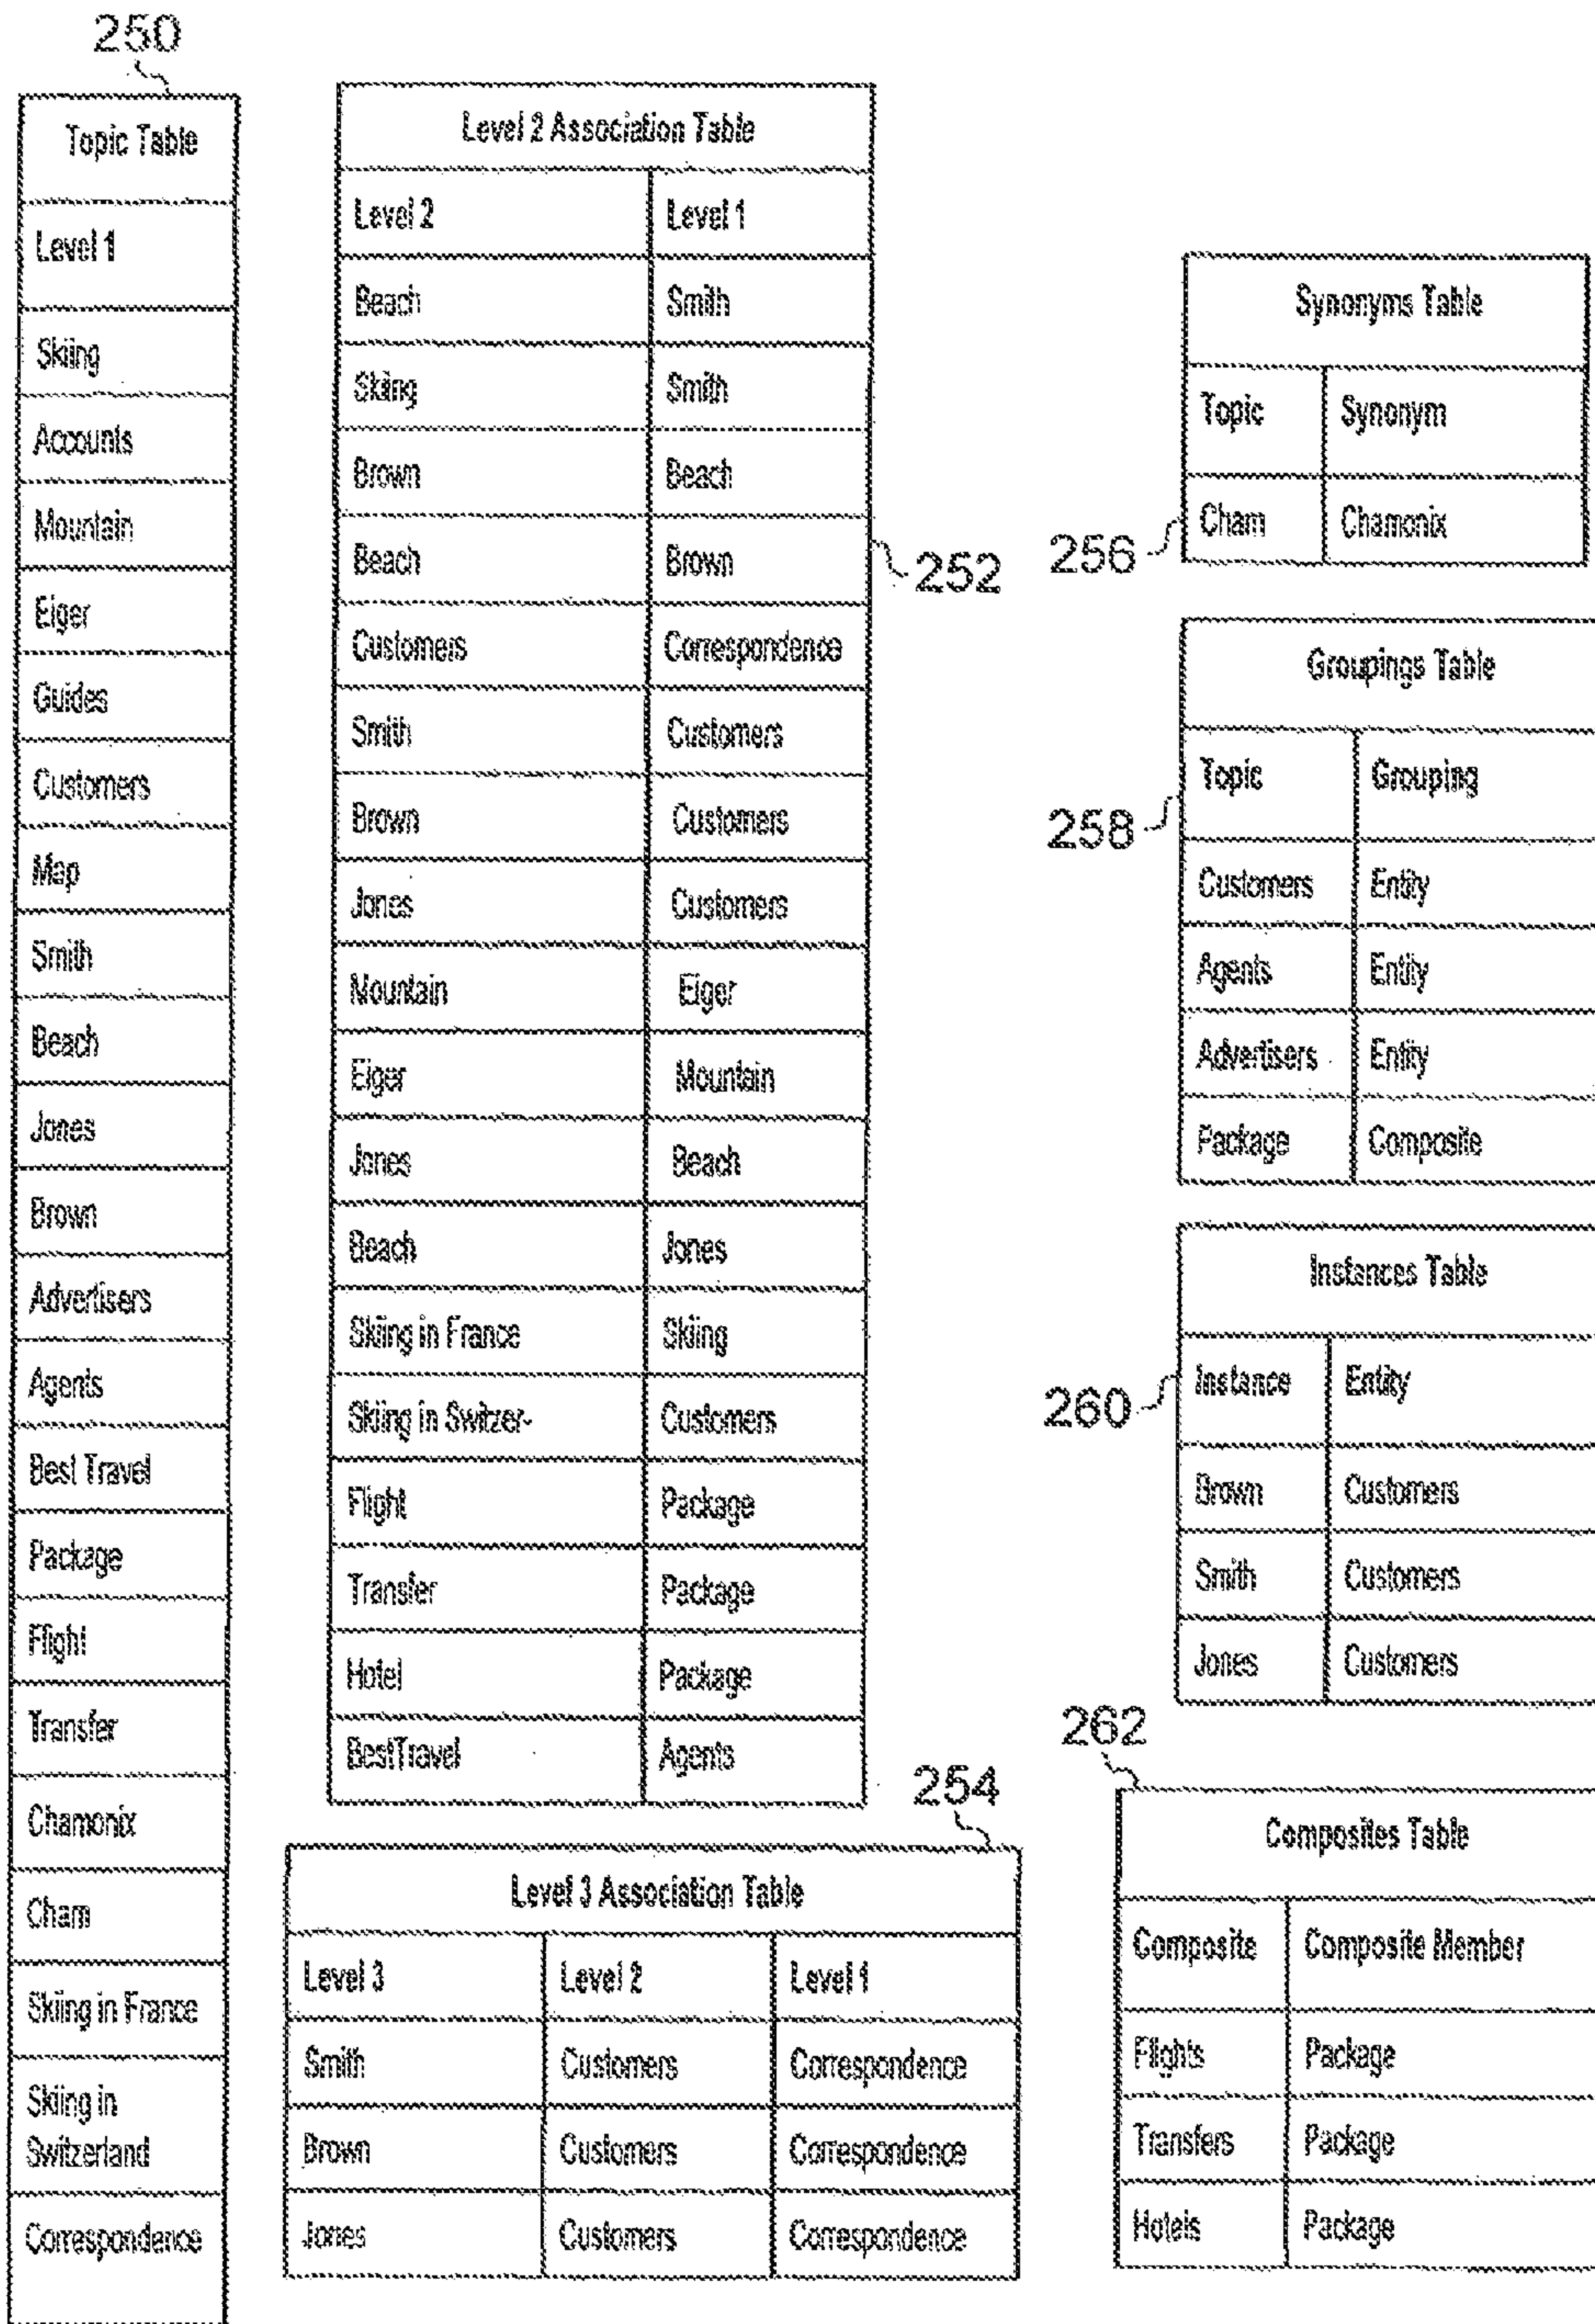 250
Topic Table
Level 1
Skiing
Accounts
Mountain
Eiger
Guides
Customers
Map
Smith
Beach
Jones
Brown
Advertisers
Agents
Best Travel
Package
Flight
Transfer
Chamonix
Cham
Skiing in France
Skiing in
Switzerland
Correspondence
Level 2 Association Table
Level 2 Level 1
Beach Smith
Skiing Smith
Brown Beach
Beach Brown
Customers Correspondence
Smith Customers
Brown Customers
Jones Customers
Mountain Eiger
Eiger Mountain
Jones Beach
Beach Jones
Skiing in France Skiing
Skiing in Switzer- Customers
Flight Package
Transfer Package
Hotel Package
BestTravel Agents
252
254
Level 3 Association Table
Level 3 Level 2 Level 1
Smith Customers Correspondence
Brown Customers Correspondence
Jones Customers Correspondence
Synonyms Table
Topic Synonym
Cham Chamonix
256
Groupings Table
Topic Grouping
258
Customers Entity
Agents Entity
Advertisers Entity
Package Composite
Instances Table
Instance Entity
260
Brown Customers
Smith Customers
Jones Customers
262
Composites Table
Composite Composite Member
Flights Package
Transfers Package
Hotels Package